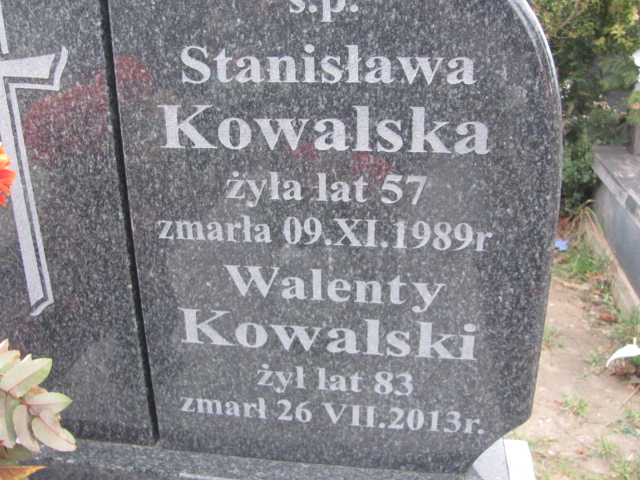 ś.p.
Stanisława
Kowalska
żyła lat 57
zmarła 09.XI.1989r
Walenty
Kowalski
żył lat 83
zmarł 26 VII.2013r.